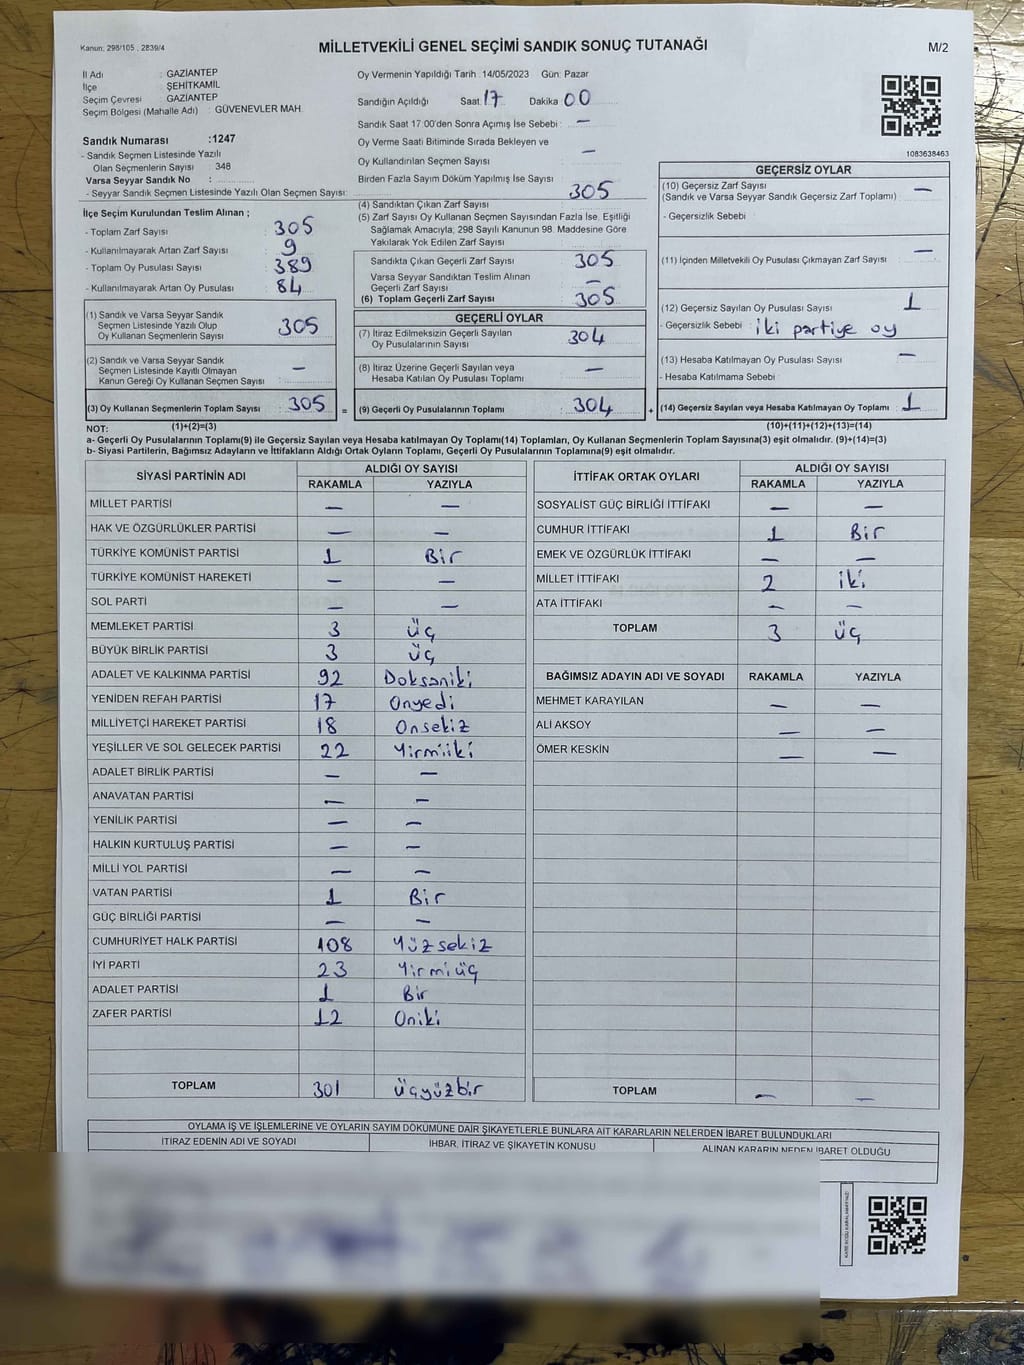 Kanun: 298/105 , 2839/4
MİLLETVEKİLİ GENEL SEÇİMİ SANDIK SONUÇ TUTANAĞI
M/2
İl Adı : GAZİANTEP
İlçe : ŞEHİTKAMİL
Seçim Çevresi : GAZİANTEP
Seçim Bölgesi (Mahalle Adı) : GÜVENEVLER MAH.
Sandık Numarası :1247
- Sandık Seçmen Listesinde Yazılı
Olan Seçmenlerin Sayısı : 348
Varsa Seyyar Sandık No :
- Seyyar Sandık Seçmen Listesinde Yazılı Olan Seçmen Sayısı:
Oy Vermenin Yapıldığı Tarih : 14/05/2023 Gün: Pazar
Sandığın Açıldığı Saat: 17 Dakika 00
Sandık Saat 17:00'den Sonra Açımış İse Sebebi : —
Oy Verme Saati Bitiminde Sırada Bekleyen ve
Oy Kullandırılan Seçmen Sayısı : —
Birden Fazla Sayım Döküm Yapılmış İse Sayısı :
1083638463
İlçe Seçim Kurulundan Teslim Alınan ;
- Toplam Zarf Sayısı : 305
- Kullanılmayarak Artan Zarf Sayısı : 9
- Toplam Oy Pusulası Sayısı : 389
- Kullanılmayarak Artan Oy Pusulası : 84
(1) Sandık ve Varsa Seyyar Sandık
Seçmen Listesinde Yazılı Olup
Oy Kullanan Seçmenlerin Sayısı : 305
(2) Sandık ve Varsa Seyyar Sandık
Seçmen Listesinde Kayıtlı Olmayan
Kanun Gereği Oy Kullanan Seçmen Sayısı : —
(3) Oy Kullanan Seçmenlerin Toplam Sayısı : 305 =
(1)+(2)=(3)
(4) Sandıktan Çıkan Zarf Sayısı : 305
(5) Zarf Sayısı Oy Kullanan Seçmen Sayısından Fazla İse, Eşitliği
Sağlamak Amacıyla; 298 Sayılı Kanunun 98. Maddesine Göre
Yakılarak Yok Edilen Zarf Sayısı :
Sandıkta Çıkan Geçerli Zarf Sayısı : 305
Varsa Seyyar Sandıktan Teslim Alınan
Geçerli Zarf Sayısı : —
(6) Toplam Geçerli Zarf Sayısı : 305
GEÇERLİ OYLAR
(7) İtiraz Edilmeksizin Geçerli Sayılan
Oy Pusulalarının Sayısı : 304
(8) İtiraz Üzerine Geçerli Sayılan veya
Hesaba Katılan Oy Pusulası Toplamı : —
(9) Geçerli Oy Pusulalarının Toplamı : 304 +
GEÇERSİZ OYLAR
(10) Geçersiz Zarf Sayısı : —
(Sandık ve Varsa Seyyar Sandık Geçersiz Zarf Toplamı)
- Geçersizlik Sebebi :
(11) İçinden Milletvekili Oy Pusulası Çıkmayan Zarf Sayısı : —
(12) Geçersiz Sayılan Oy Pusulası Sayısı : 1
- Geçersizlik Sebebi : iki partiye oy
(13) Hesaba Katılmayan Oy Pusulası Sayısı : —
- Hesaba Katılmama Sebebi :
(14) Geçersiz Sayılan veya Hesaba Katılmayan Oy Toplamı : 1
(10)+(11)+(12)+(13)=(14)
NOT:
a- Geçerli Oy Pusulalarının Toplamı(9) ile Geçersiz Sayılan veya Hesaba katılmayan Oy Toplamı(14) Toplamları, Oy Kullanan Seçmenlerin Toplam Sayısına(3) eşit olmalıdır. (9)+(14)=(3)
b- Siyasi Partilerin, Bağımsız Adayların ve İttifakların Aldığı Ortak Oyların Toplamı, Geçerli Oy Pusulalarının Toplamına(9) eşit olmalıdır.
SİYASİ PARTİNİN ADI ALDIĞI OY SAYISI
RAKAMLA YAZIYLA
MİLLET PARTİSİ — —
HAK VE ÖZGÜRLÜKLER PARTİSİ — —
TÜRKİYE KOMÜNİST PARTİSİ 1 Bir
TÜRKİYE KOMÜNİST HAREKETİ — —
SOL PARTİ — —
MEMLEKET PARTİSİ 3 üç
BÜYÜK BİRLİK PARTİSİ 3 üç
ADALET VE KALKINMA PARTİSİ 92 Doksaniki
YENİDEN REFAH PARTİSİ 17 Onyedi
MİLLİYETÇİ HAREKET PARTİSİ 18 Onsekiz
YEŞİLLER VE SOL GELECEK PARTİSİ 22 Yirmiiki
ADALET BİRLİK PARTİSİ — —
ANAVATAN PARTİSİ — —
YENİLİK PARTİSİ — —
HALKIN KURTULUŞ PARTİSİ — —
MİLLİ YOL PARTİSİ — —
VATAN PARTİSİ 1 Bir
GÜÇ BİRLİĞİ PARTİSİ — —
CUMHURİYET HALK PARTİSİ 108 Yüzsekiz
İYİ PARTİ 23 Yirmiüç
ADALET PARTİSİ 1 Bir
ZAFER PARTİSİ 12 Oniki
TOPLAM 301 Üçyüzbir
İTTİFAK ORTAK OYLARI ALDIĞI OY SAYISI
RAKAMLA YAZIYLA
SOSYALİST GÜÇ BİRLİĞİ İTTİFAKI — —
CUMHUR İTTİFAKI 1 Bir
EMEK VE ÖZGÜRLÜK İTTİFAKI — —
MİLLET İTTİFAKI 2 iki
ATA İTTİFAKI — —
TOPLAM 3 üç
BAĞIMSIZ ADAYIN ADI VE SOYADI RAKAMLA YAZIYLA
MEHMET KARAYILAN — —
ALİ AKSOY — —
ÖMER KESKİN — —
TOPLAM — —
OYLAMA İŞ VE İŞLEMLERİNE VE OYLARIN SAYIM DÖKÜMÜNE DAİR ŞİKAYETLERLE BUNLARA AİT KARARLARIN NELERDEN İBARET BULUNDUKLARI
İTİRAZ EDENİN ADI VE SOYADI İHBAR, İTİRAZ VE ŞİKAYETİN KONUSU ALINAN KARARIN NEDEN İBARET OLDUĞU